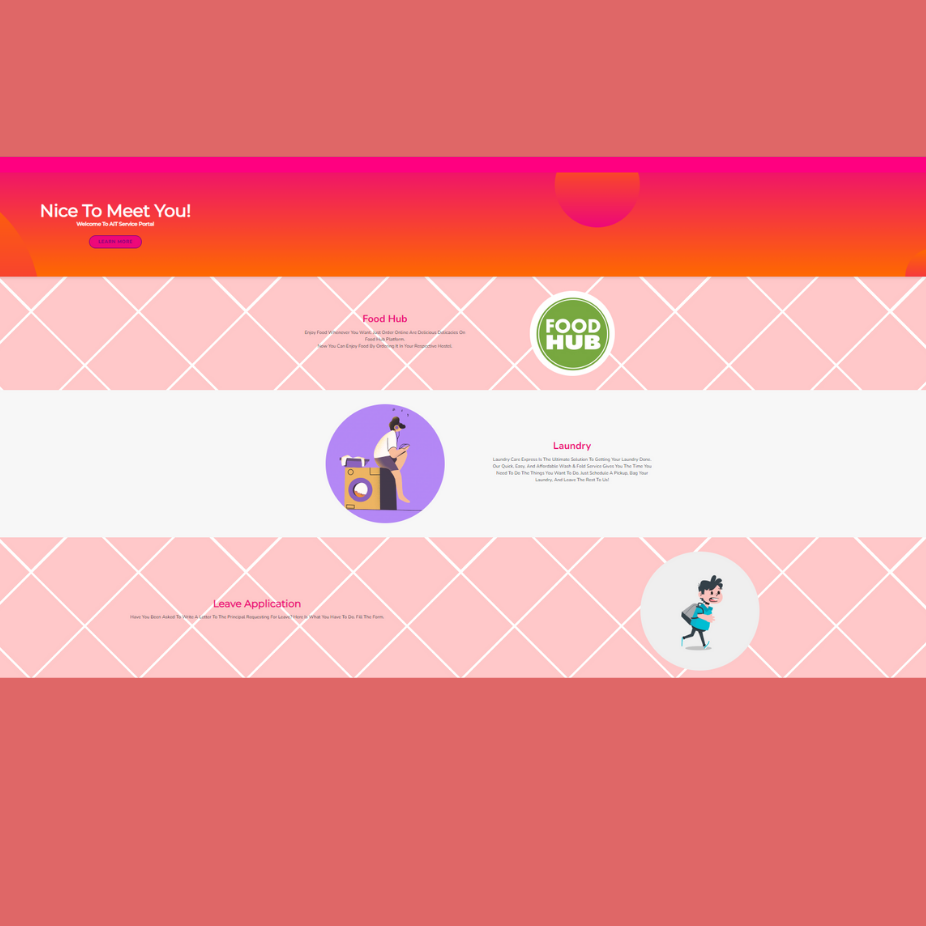 Nice To Meet You!
Welcome To AIT Service Portal
LEARN MORE
Food Hub
Enjoy Food Whenever You Want. Just Order Online Are Delicious Guidance On
Food Hub Platform
Now You Can Enjoy Food By Ordering It In Your Respective Hostel.
FOOD
HUB
Laundry
Laundry Care Express Is The Ultimate Solution To Getting Your Laundry Done.
Our Quick, Easy, And Affordable Wash & Fold Service Gives You The Time You
Need To Do The Things You Want To Do. Just Schedule A Pickup, Bag Your
Laundry, And Leave The Rest To Us!
Leave Application
Have You Been Asked To Write A Letter To The Principal Requesting For Leave? Here Is What You Have To Do. Fill The Form.